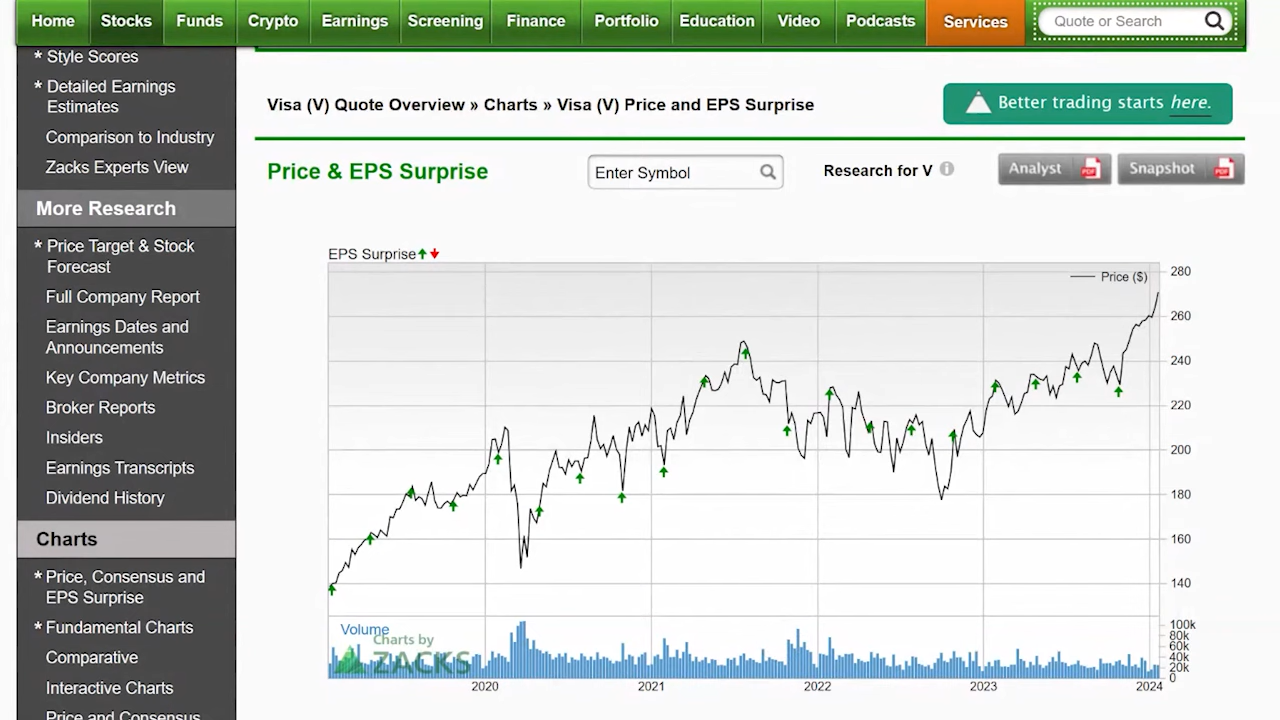 Home Stocks Funds Crypto Earnings Screening Finance Portfolio Education Video Podcasts Services Quote or Search
* Style Scores
* Detailed Earnings
Estimates
Comparison to Industry
Zacks Experts View
More Research
* Price Target & Stock
Forecast
Full Company Report
Earnings Dates and
Announcements
Key Company Metrics
Broker Reports
Insiders
Earnings Transcripts
Dividend History
Charts
* Price, Consensus and
EPS Surprise
* Fundamental Charts
Comparative
Interactive Charts
Price and Consensus
Visa (V) Quote Overview » Charts » Visa (V) Price and EPS Surprise
Better trading starts here.
Price & EPS Surprise
Enter Symbol
Research for V
Analyst PDF
Snapshot PDF
EPS Surprise
Price ($)
280
260
240
220
200
180
160
140
Volume
Charts by
ZACKS
100k
80k
60k
40k
20k
0
2020 2021 2022 2023 2024